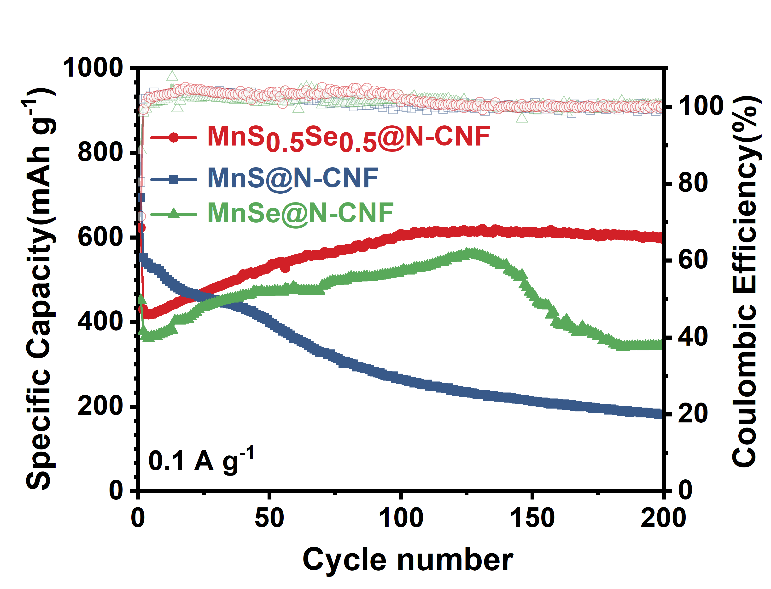 1000
800
600
400
200
0
Specific Capacity(mAh g-1)
MnS0.5Se0.5@N-CNF
MnS@N-CNF
MnSe@N-CNF
0.1 A g-1
100
80
60
40
20
0
Coulombic Efficiency(%)
0 50 100 150 200
Cycle number